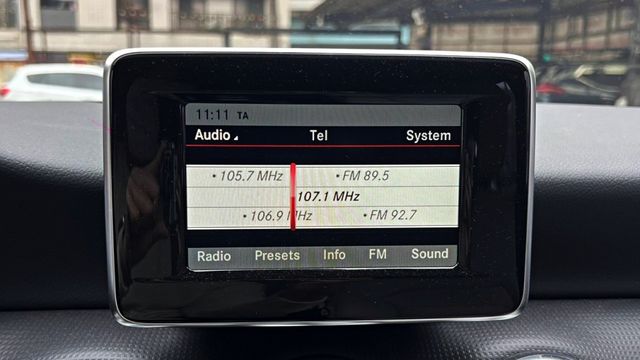 11:11 TA
Audio Tel System
• 105.7 MHz • FM 89.5
107.1 MHz
• 106.9 MHz • FM 92.7
Radio Presets Info FM Sound